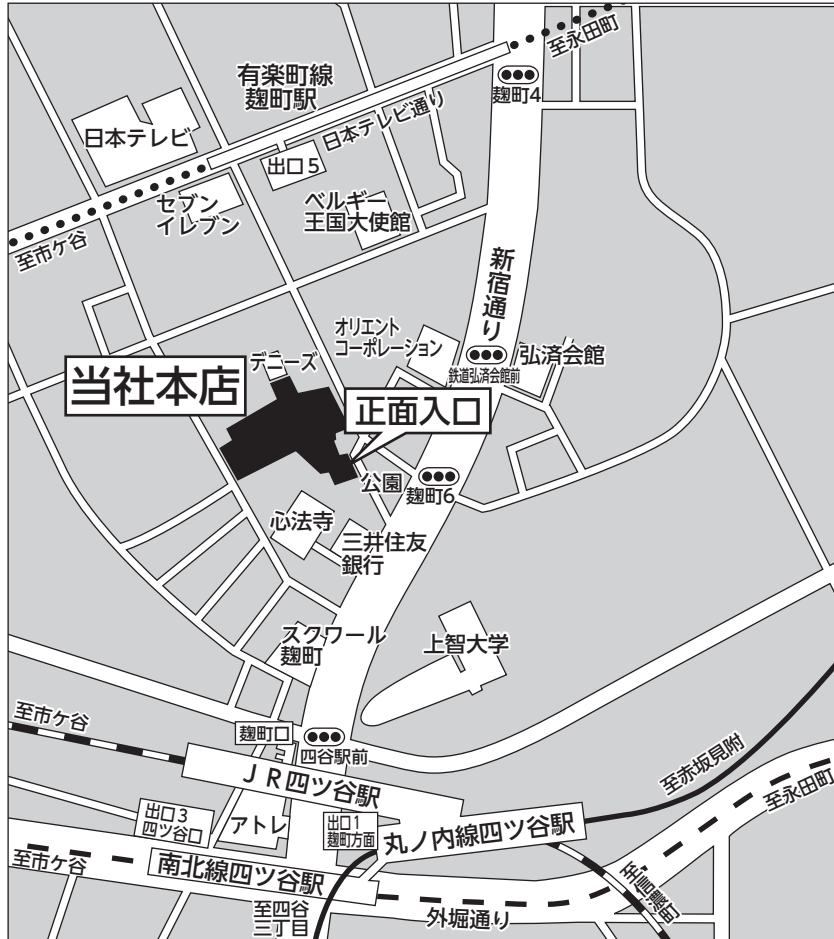 至永田町
有楽町線
麹町駅
麹町4
日本テレビ
日本テレビ通り
出口5
セブン
イレブン
ベルギー
王国大使館
至市ケ谷
新宿通り
オリエント
コーポレーション
弘済会館
鉄道弘済会館前
デニーズ
当社本店
正面入口
公園
麹町6
心法寺
三井住友
銀行
スクワール
麹町
上智大学
至市ケ谷
麹町口
四谷駅前
JR四ツ谷駅
至赤坂見附
至永田町
出口3
四ツ谷口
アトレ
出口1
麹町方面
丸ノ内線四ツ谷駅
至市ケ谷
南北線四ツ谷駅
至信濃町
至四谷
三丁目
外堀通り